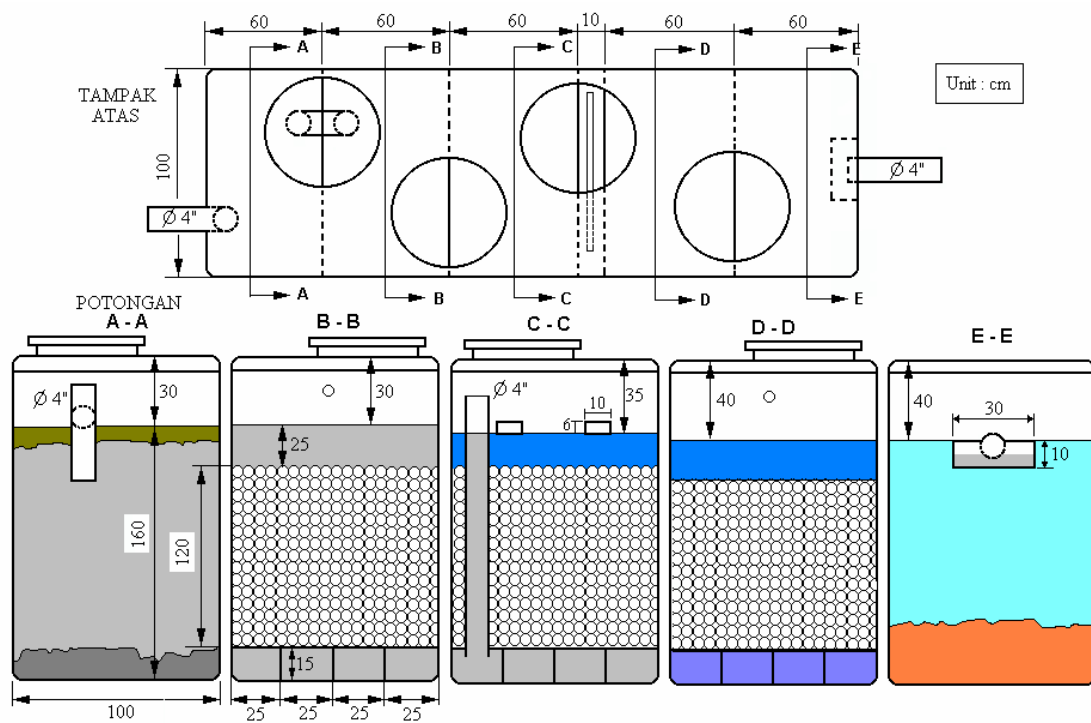 60 60 60 10 60 60
A B C D E
TAMPAK
ATAS
Unit : cm
100
Ø 4"
Ø 4"
A B C D E
POTONGAN
A - A B - B C - C D - D E - E
30 30 35 40 40
Ø 4" Ø 4" 10 30
6
25 10
160 120
15
100 25 25 25 25